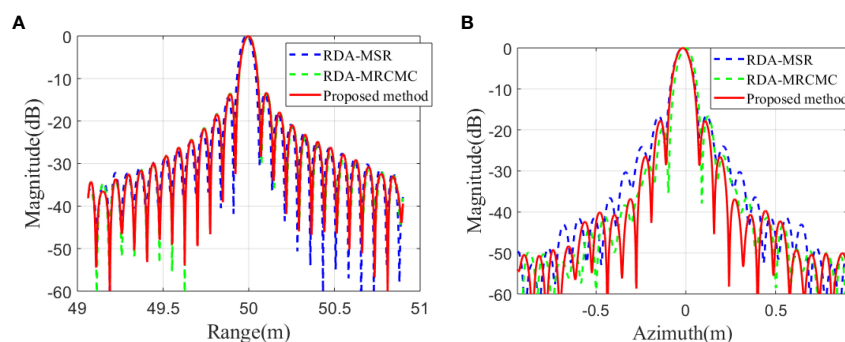 A
Magnitude(dB)
0
-10
-20
-30
-40
-50
-60
49
49.5
50
50.5
51
Range(m)
RDA-MSR
RDA-MRCMC
Proposed method
B
Magnitude(dB)
0
-10
-20
-30
-40
-50
-60
-0.5
0
0.5
Azimuth(m)
RDA-MSR
RDA-MRCMC
Proposed method